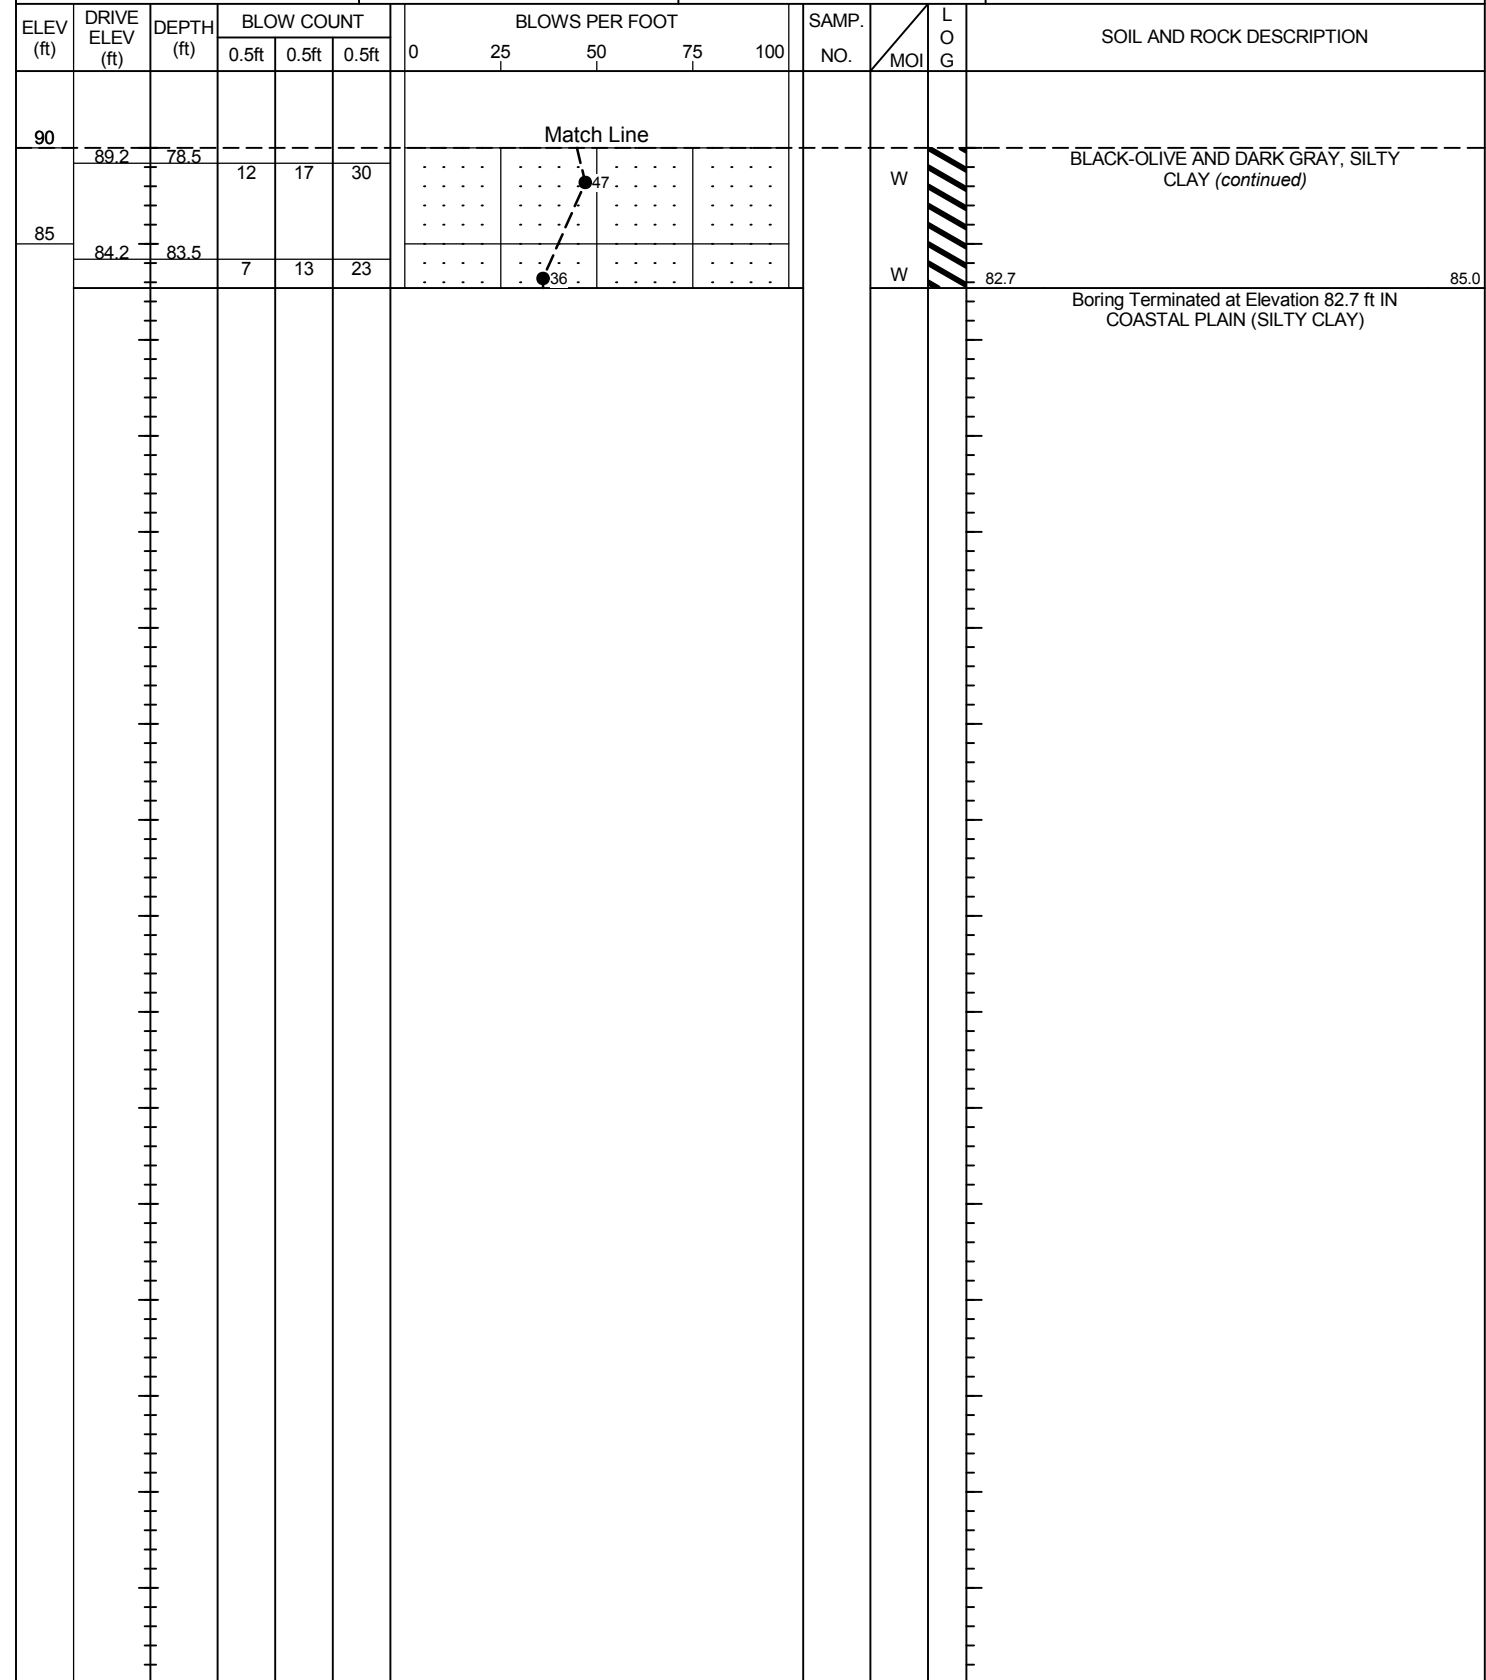 ELEV (ft) DRIVE ELEV (ft) DEPTH (ft) BLOW COUNT BLOWS PER FOOT SAMP. NO. MOI LOG SOIL AND ROCK DESCRIPTION
0.5ft 0.5ft 0.5ft 0 25 50 75 100
90 Match Line
89.2 78.5 BLACK-OLIVE AND DARK GRAY, SILTY
12 17 30 47 W CLAY (continued)
85
84.2 83.5
7 13 23 36 W 82.7 85.0
Boring Terminated at Elevation 82.7 ft IN
COASTAL PLAIN (SILTY CLAY)